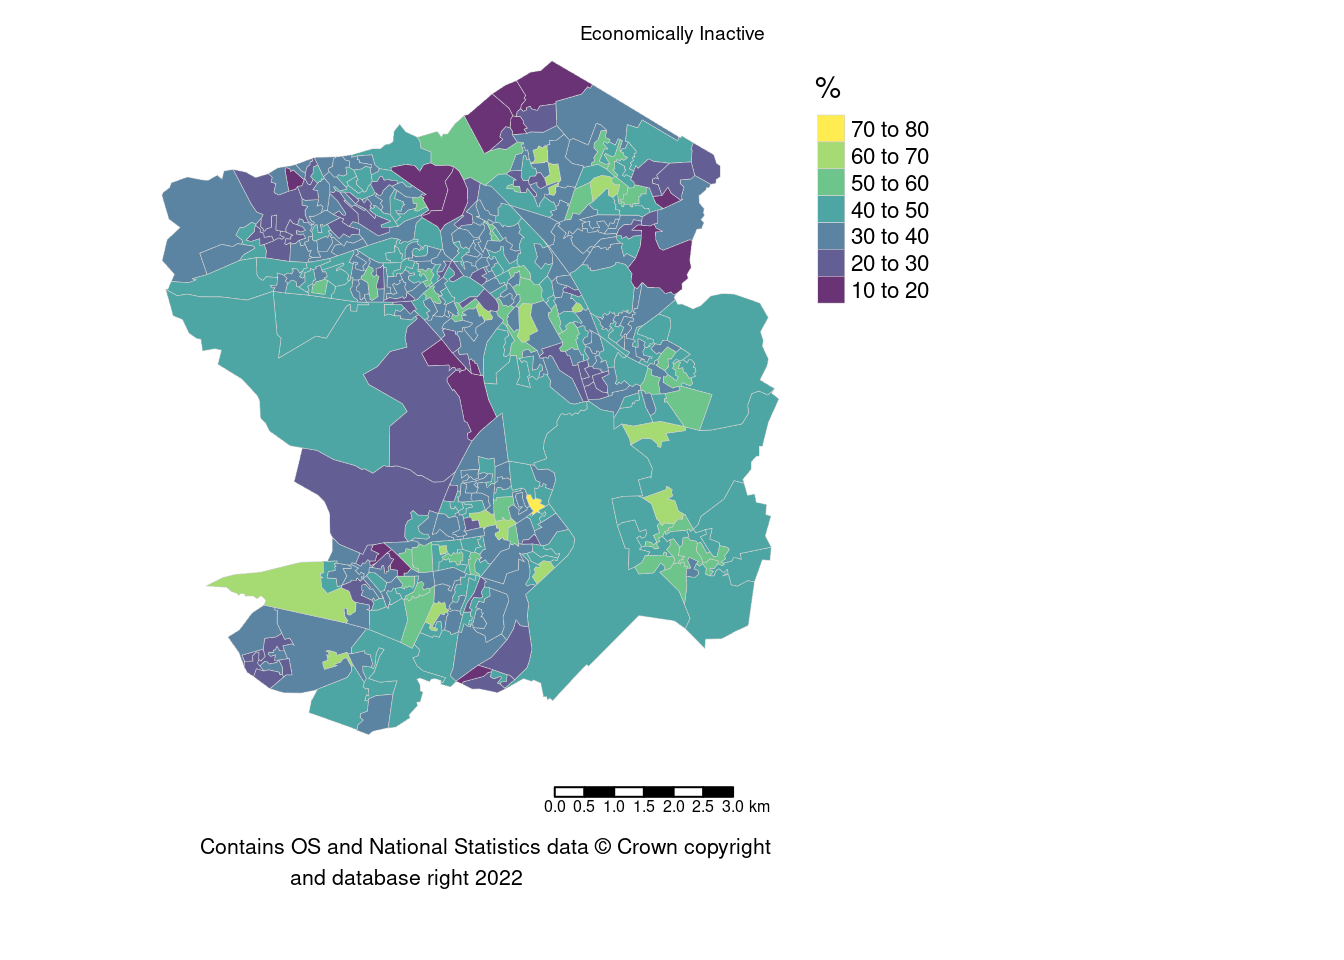 Economically Inactive
%
70 to 80
60 to 70
50 to 60
40 to 50
30 to 40
20 to 30
10 to 20
0.0 0.5 1.0 1.5 2.0 2.5 3.0 km
Contains OS and National Statistics data © Crown copyright
and database right 2022